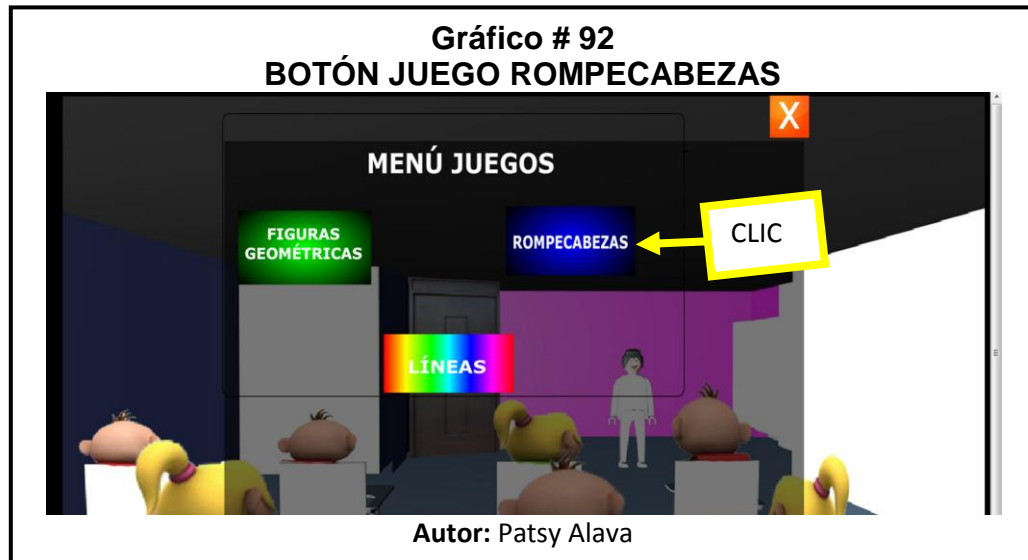 Gráfico # 92
BOTÓN JUEGO ROMPECABEZAS
X
MENÚ JUEGOS
FIGURAS
GEOMÉTRICAS
ROMPECABEZAS
CLIC
LÍNEAS
Autor: Patsy Alava